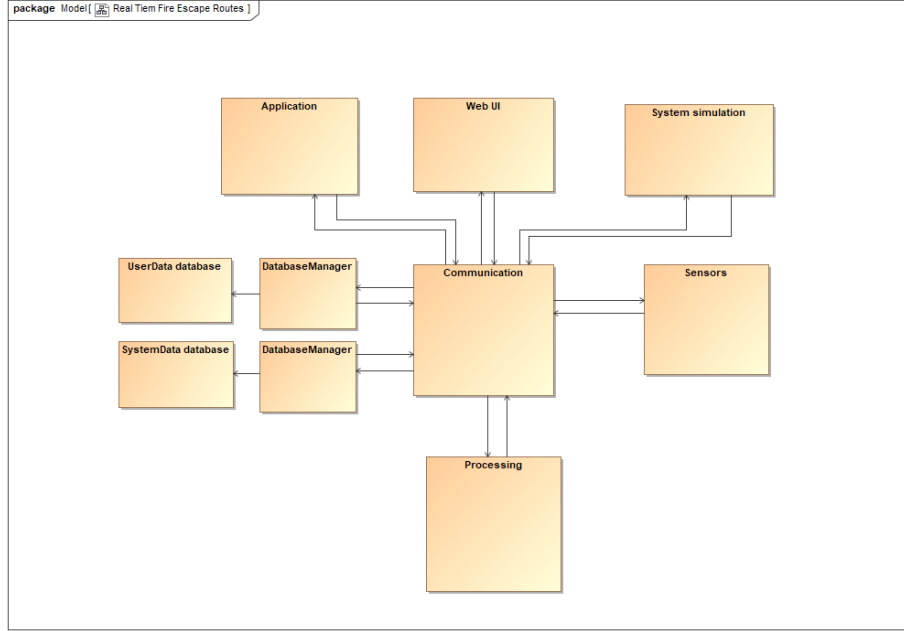 package Model[ Real Tiem Fire Escape Routes ]
Application
Web UI
System simulation
UserData database
DatabaseManager
Communication
Sensors
SystemData database
DatabaseManager
Processing